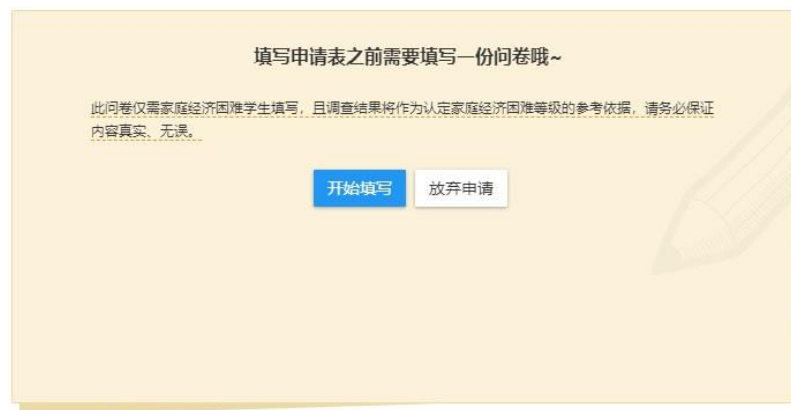 填写申请表之前需要填写一份问卷哦~
此问卷仅需家庭经济困难学生填写，且调查结果将作为认定家庭经济困难等级的参考依据，请务必保证
内容真实、无误。
开始填写 放弃申请